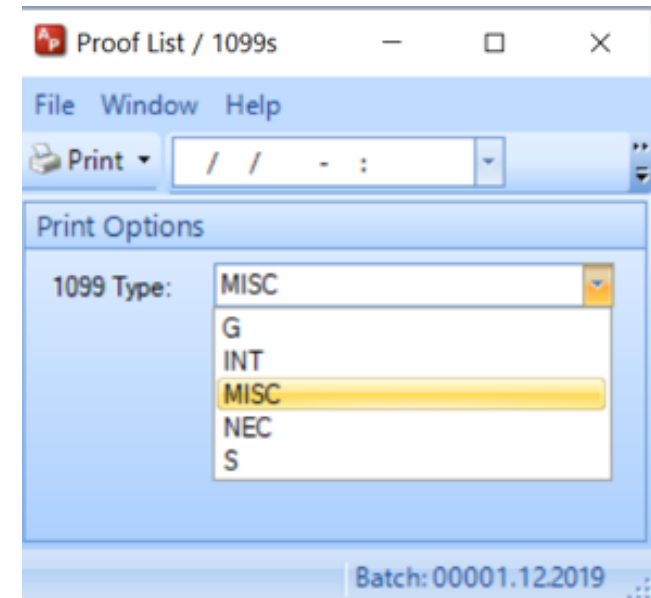 AP Proof List / 1099s
File Window Help
Print / / - :
Print Options
1099 Type: MISC
G
INT
MISC
NEC
S
Batch: 00001.12.2019